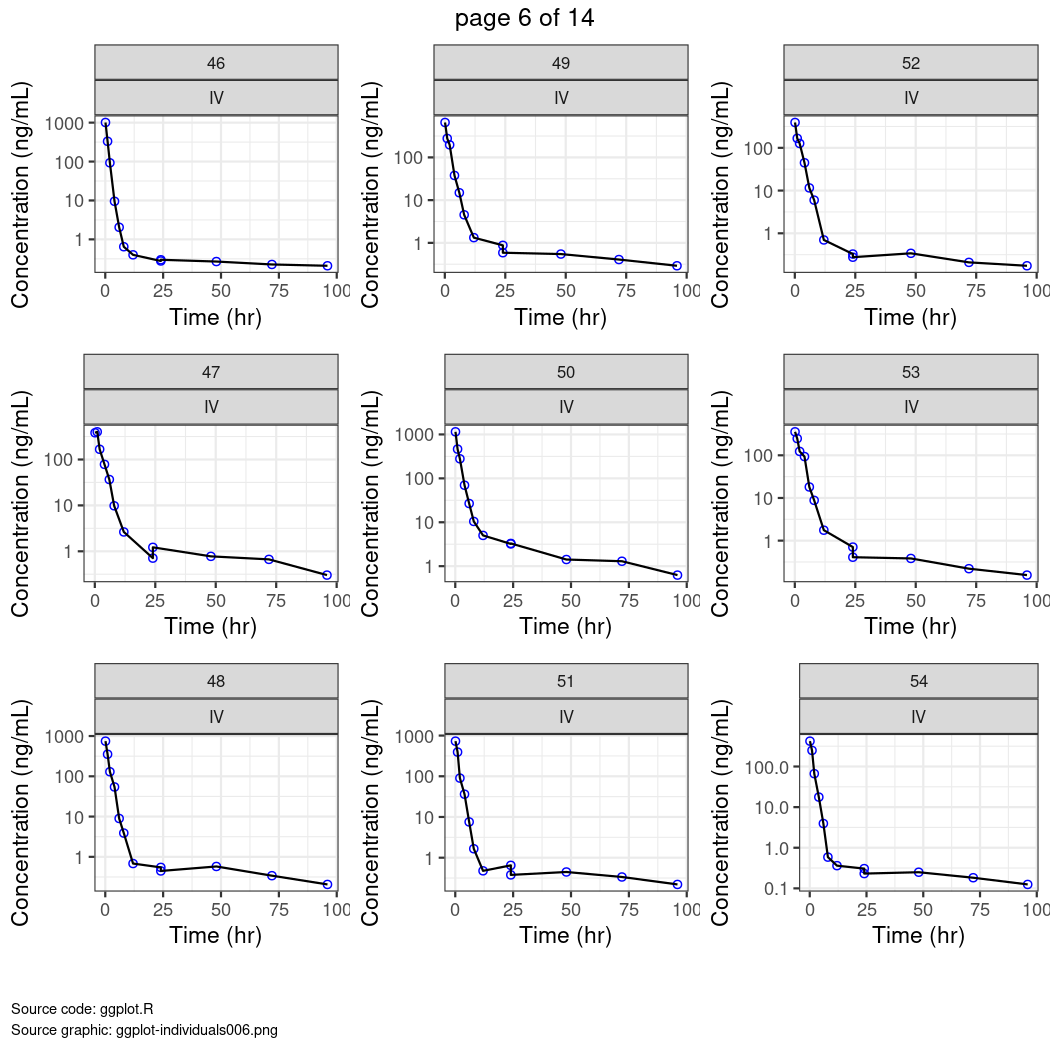 page 6 of 14
46
IV
Concentration (ng/mL)
1000
100
10
1
0 25 50 75 100
Time (hr)
49
IV
Concentration (ng/mL)
100
1
0 25 50 75 100
Time (hr)
52
IV
Concentration (ng/mL)
100
10
1
0 25 50 75 100
Time (hr)
47
IV
Concentration (ng/mL)
100
10
1
0 25 50 75 100
Time (hr)
50
IV
Concentration (ng/mL)
1000
100
10
1
0 25 50 75 100
Time (hr)
53
IV
Concentration (ng/mL)
100
10
1
0 25 50 75 100
Time (hr)
48
IV
Concentration (ng/mL)
1000
100
10
1
0 25 50 75 100
Time (hr)
51
IV
Concentration (ng/mL)
1000
100
10
1
0 25 50 75 100
Time (hr)
54
IV
Concentration (ng/mL)
100.0
10.0
1.0
0.1
0 25 50 75 100
Time (hr)
Source code: ggplot.R
Source graphic: ggplot-individuals006.png